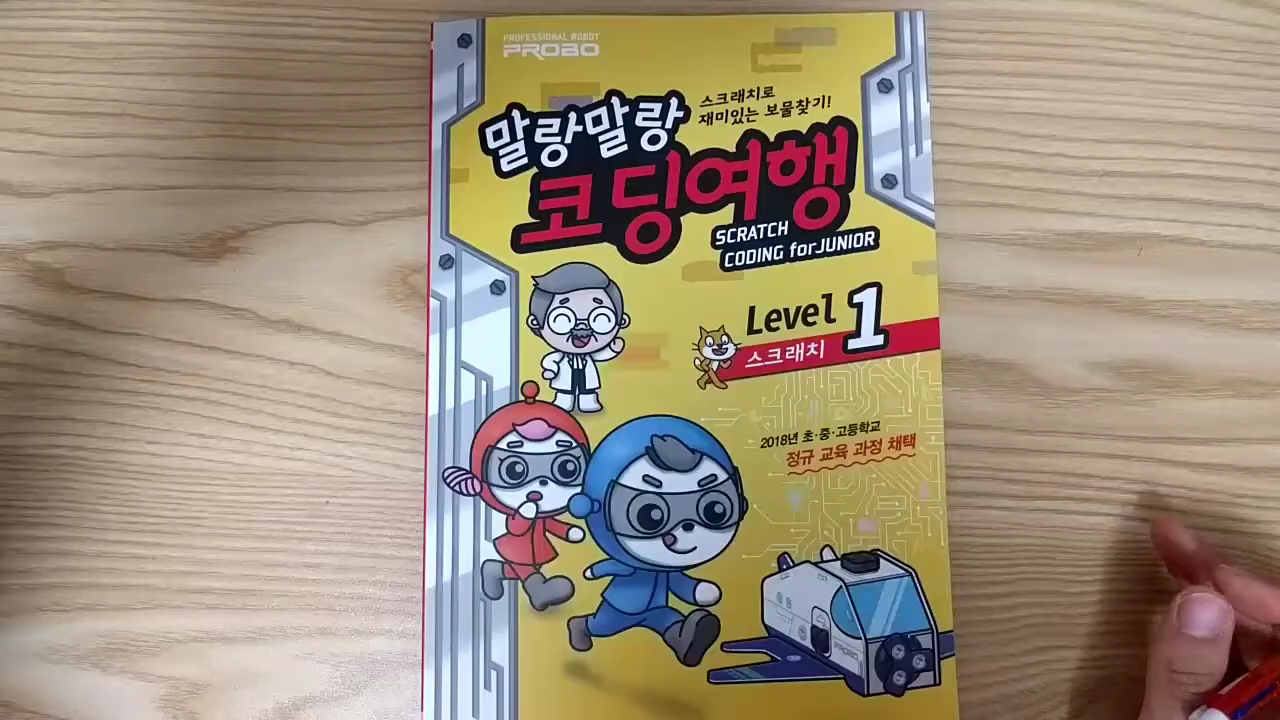 PROFESSIONAL ROBOT
PROBO
스크래치로
재미있는 보물찾기!
말랑말랑
코딩여행
SCRATCH
CODING forJUNIOR
Level 1
스크래치
2018년 초·중·고등학교
정규 교육 과정 채택
PROBO